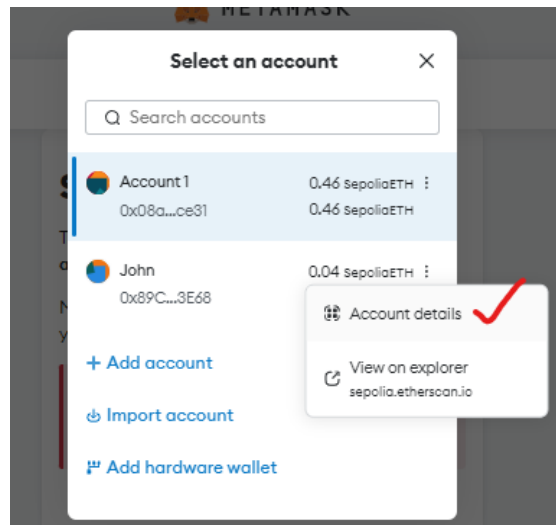 METAMASK
Select an account
Search accounts
Account 1
0.46 SepoliaETH
0x08a...ce31
0.46 SepoliaETH
John
0.04 SepoliaETH
0x89C...3E68
Account details
View on explorer
sepolia.etherscan.io
+ Add account
Import account
Add hardware wallet